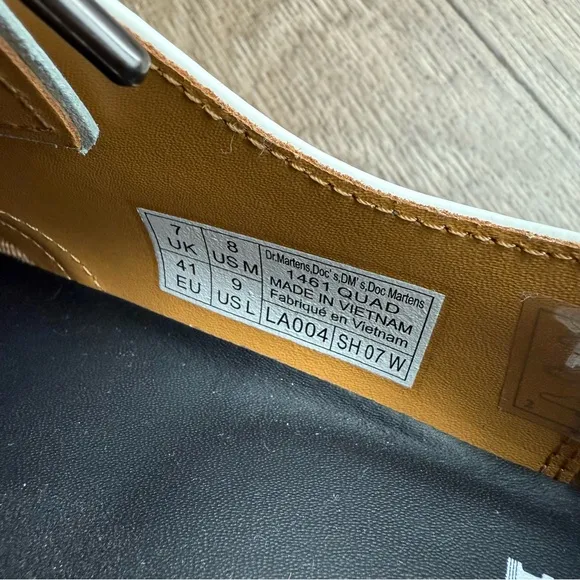 7 UK
8 US M
41 EU
9 US L
Dr.Martens,Doc's,DM's,Doc Martens
1461 QUAD
MADE IN VIETNAM
Fabriqué en Vietnam
LA004
SH 07 W